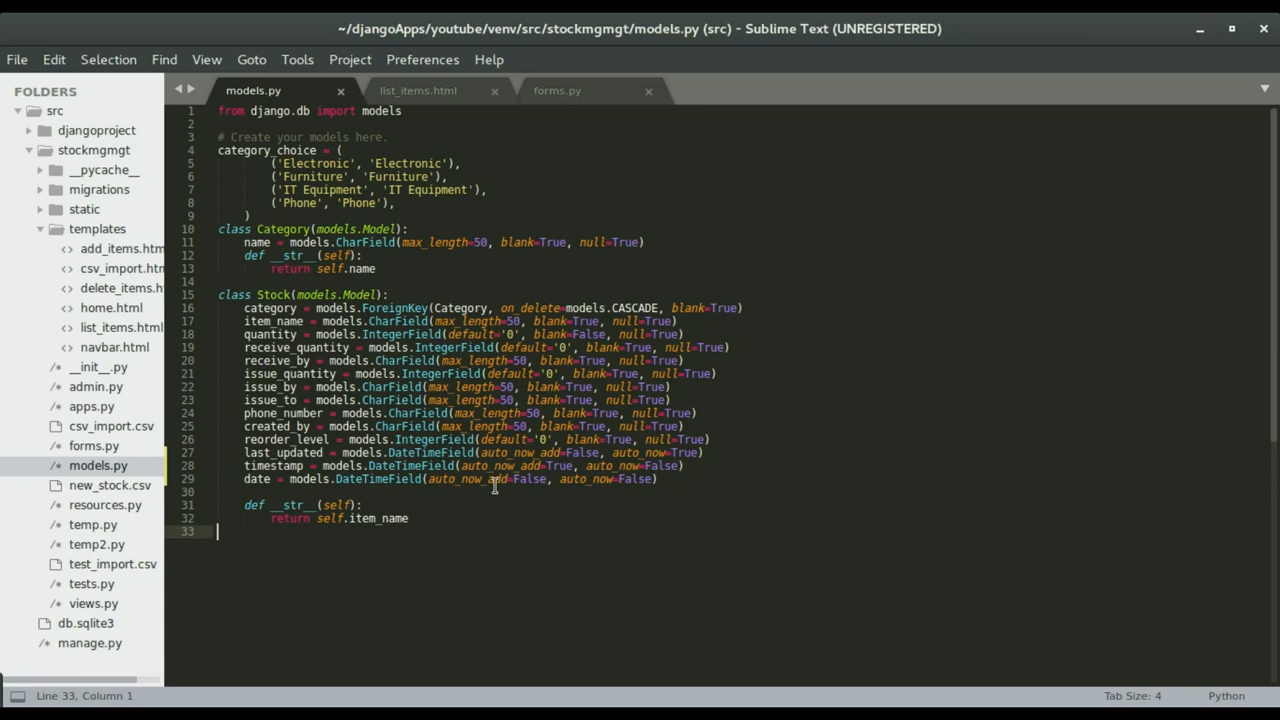 ~/djangoApps/youtube/venv/src/stockmgmgt/models.py (src) - Sublime Text (UNREGISTERED)
File Edit Selection Find View Goto Tools Project Preferences Help
FOLDERS
src
djangoproject
stockmgmgt
__pycache__
migrations
static
templates
add_items.htm
csv_import.htm
delete_items.h
home.html
list_items.html
navbar.html
__init__.py
admin.py
apps.py
csv_import.csv
forms.py
models.py
new_stock.csv
resources.py
temp.py
temp2.py
test_import.csv
tests.py
views.py
db.sqlite3
manage.py
models.py list_items.html forms.py
1 from django.db import models
2
3 # Create your models here.
4 category_choice = (
5         ('Electronic', 'Electronic'),
6         ('Furniture', 'Furniture'),
7         ('IT Equipment', 'IT Equipment'),
8         ('Phone', 'Phone'),
9     )
10 class Category(models.Model):
11     name = models.CharField(max_length=50, blank=True, null=True)
12     def __str__(self):
13         return self.name
14
15 class Stock(models.Model):
16     category = models.ForeignKey(Category, on_delete=models.CASCADE, blank=True)
17     item_name = models.CharField(max_length=50, blank=True, null=True)
18     quantity = models.IntegerField(default='0', blank=False, null=True)
19     receive_quantity = models.IntegerField(default='0', blank=True, null=True)
20     receive_by = models.CharField(max_length=50, blank=True, null=True)
21     issue_quantity = models.IntegerField(default='0', blank=True, null=True)
22     issue_by = models.CharField(max_length=50, blank=True, null=True)
23     issue_to = models.CharField(max_length=50, blank=True, null=True)
24     phone_number = models.CharField(max_length=50, blank=True, null=True)
25     created_by = models.CharField(max_length=50, blank=True, null=True)
26     reorder_level = models.IntegerField(default='0', blank=True, null=True)
27     last_updated = models.DateTimeField(auto_now_add=False, auto_now=True)
28     timestamp = models.DateTimeField(auto_now_add=True, auto_now=False)
29     date = models.DateTimeField(auto_now_add=False, auto_now=False)
30
31     def __str__(self):
32         return self.item_name
33
Line 33, Column 1 Tab Size: 4 Python